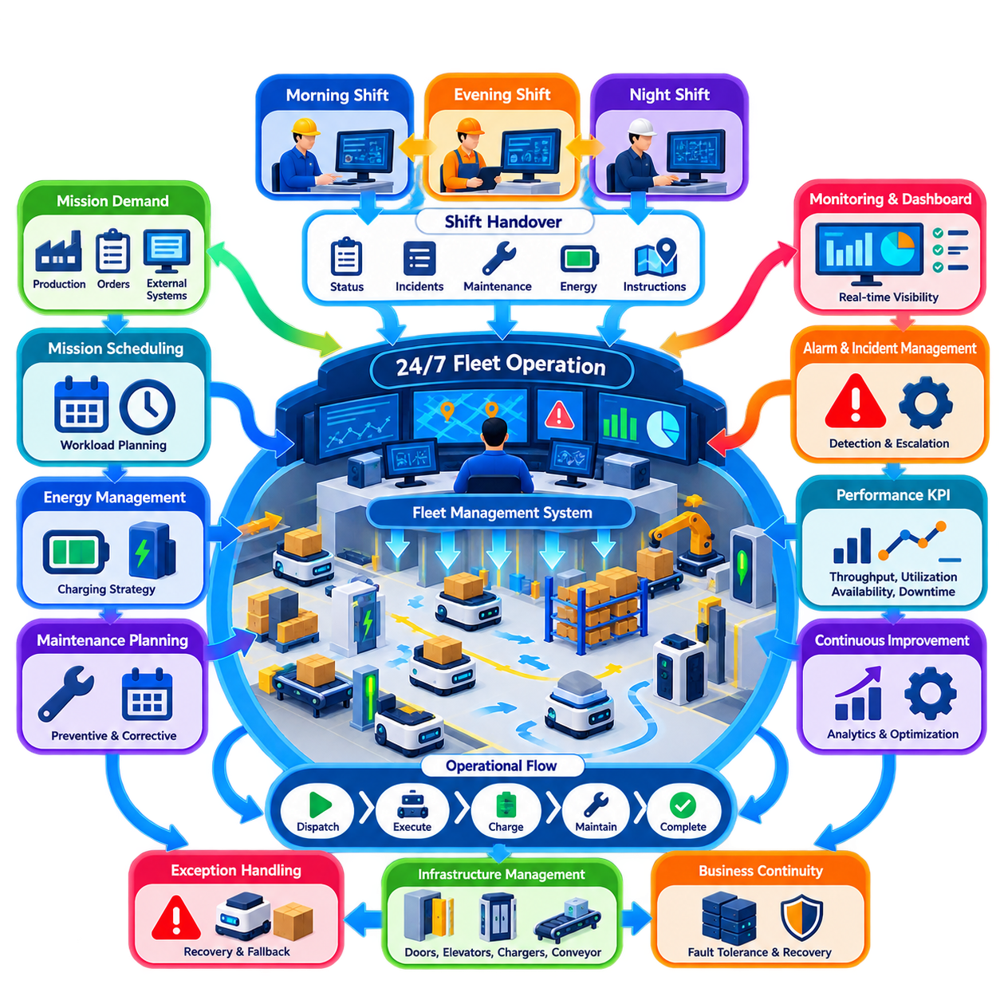 Morning Shift
Evening Shift
Night Shift
Shift Handover
Status
Incidents
Maintenance
Energy
Instructions
Mission Demand
Production
Orders
External
Systems
Mission Scheduling
Workload Planning
Energy Management
Charging Strategy
Maintenance Planning
Preventive & Corrective
24/7 Fleet Operation
Fleet Management System
Monitoring & Dashboard
Real-time Visibility
Alarm & Incident Management
Detection & Escalation
Performance KPI
Throughput, Utilization
Availability, Downtime
Continuous Improvement
Analytics & Optimization
Operational Flow
Dispatch
Execute
Charge
Maintain
Complete
Exception Handling
Recovery & Fallback
Infrastructure Management
Doors, Elevators, Chargers, Conveyor
Business Continuity
Fault Tolerance & Recovery